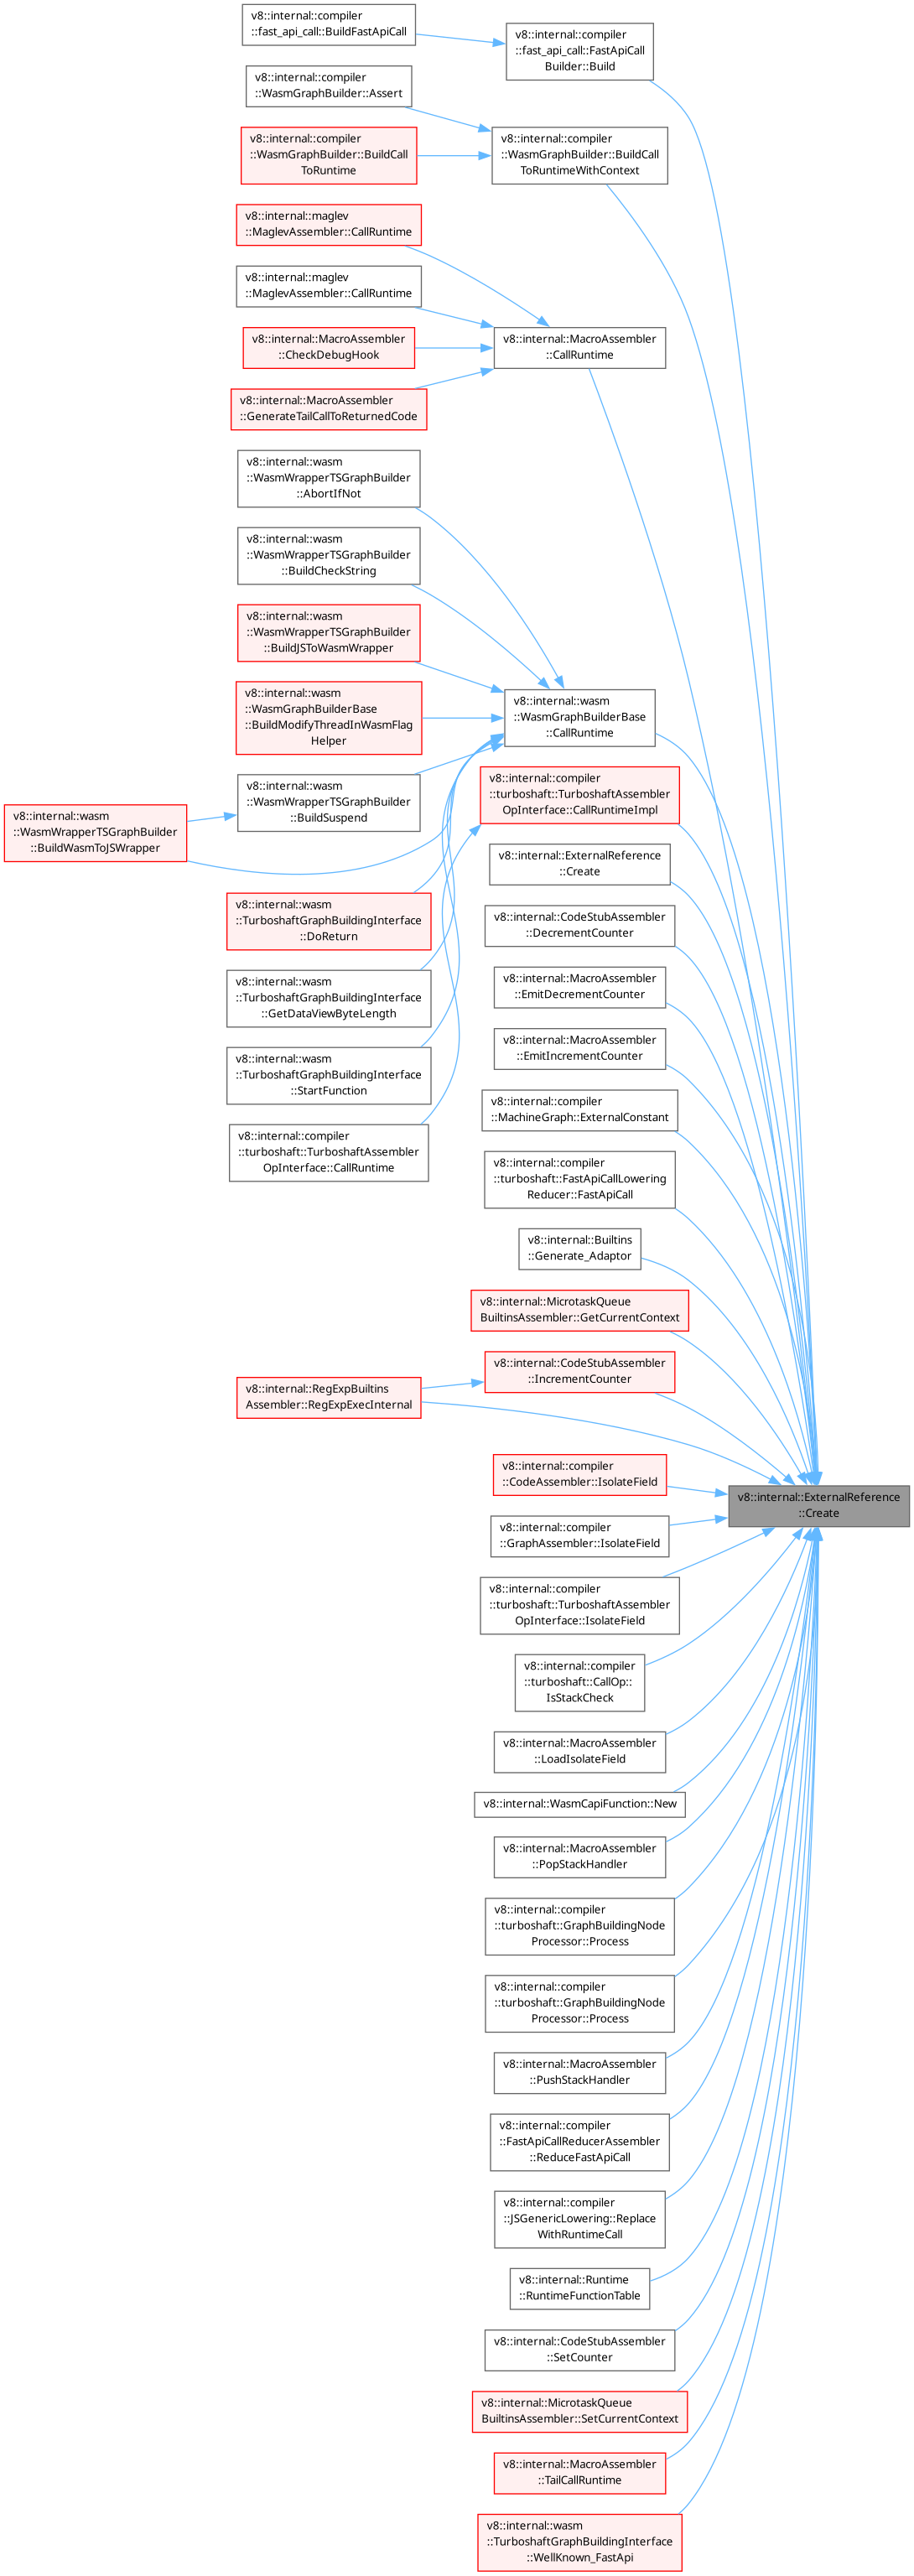 v8::internal::compiler
::fast_api_call::BuildFastApiCall
v8::internal::compiler
::fast_api_call::FastApiCall
Builder::Build
v8::internal::compiler
::WasmGraphBuilder::Assert
v8::internal::compiler
::WasmGraphBuilder::BuildCall
ToRuntime
v8::internal::compiler
::WasmGraphBuilder::BuildCall
ToRuntimeWithContext
v8::internal::maglev
::MaglevAssembler::CallRuntime
v8::internal::maglev
::MaglevAssembler::CallRuntime
v8::internal::MacroAssembler
::CheckDebugHook
v8::internal::MacroAssembler
::CallRuntime
v8::internal::MacroAssembler
::GenerateTailCallToReturnedCode
v8::internal::wasm
::WasmWrapperTSGraphBuilder
::AbortIfNot
v8::internal::wasm
::WasmWrapperTSGraphBuilder
::BuildCheckString
v8::internal::wasm
::WasmWrapperTSGraphBuilder
::BuildJSToWasmWrapper
v8::internal::wasm
::WasmGraphBuilderBase
::BuildModifyThreadInWasmFlag
Helper
v8::internal::wasm
::WasmGraphBuilderBase
::CallRuntime
v8::internal::wasm
::WasmWrapperTSGraphBuilder
::BuildSuspend
v8::internal::wasm
::WasmWrapperTSGraphBuilder
::BuildWasmToJSWrapper
v8::internal::compiler
::turboshaft::TurboshaftAssembler
OpInterface::CallRuntimeImpl
v8::internal::ExternalReference
::Create
v8::internal::wasm
::TurboshaftGraphBuildingInterface
::DoReturn
v8::internal::CodeStubAssembler
::DecrementCounter
v8::internal::wasm
::TurboshaftGraphBuildingInterface
::GetDataViewByteLength
v8::internal::MacroAssembler
::EmitDecrementCounter
v8::internal::wasm
::TurboshaftGraphBuildingInterface
::StartFunction
v8::internal::MacroAssembler
::EmitIncrementCounter
v8::internal::compiler
::turboshaft::TurboshaftAssembler
OpInterface::CallRuntime
v8::internal::compiler
::MachineGraph::ExternalConstant
v8::internal::compiler
::turboshaft::FastApiCallLowering
Reducer::FastApiCall
v8::internal::Builtins
::Generate_Adaptor
v8::internal::MicrotaskQueue
BuiltinsAssembler::GetCurrentContext
v8::internal::CodeStubAssembler
::IncrementCounter
v8::internal::RegExpBuiltins
Assembler::RegExpExecInternal
v8::internal::compiler
::CodeAssembler::IsolateField
v8::internal::ExternalReference
::Create
v8::internal::compiler
::GraphAssembler::IsolateField
v8::internal::compiler
::turboshaft::TurboshaftAssembler
OpInterface::IsolateField
v8::internal::compiler
::turboshaft::CallOp::
IsStackCheck
v8::internal::MacroAssembler
::LoadIsolateField
v8::internal::WasmCapiFunction::New
v8::internal::MacroAssembler
::PopStackHandler
v8::internal::compiler
::turboshaft::GraphBuildingNode
Processor::Process
v8::internal::compiler
::turboshaft::GraphBuildingNode
Processor::Process
v8::internal::MacroAssembler
::PushStackHandler
v8::internal::compiler
::FastApiCallReducerAssembler
::ReduceFastApiCall
v8::internal::compiler
::JSGenericLowering::Replace
WithRuntimeCall
v8::internal::Runtime
::RuntimeFunctionTable
v8::internal::CodeStubAssembler
::SetCounter
v8::internal::MicrotaskQueue
BuiltinsAssembler::SetCurrentContext
v8::internal::MacroAssembler
::TailCallRuntime
v8::internal::wasm
::TurboshaftGraphBuildingInterface
::WellKnown_FastApi